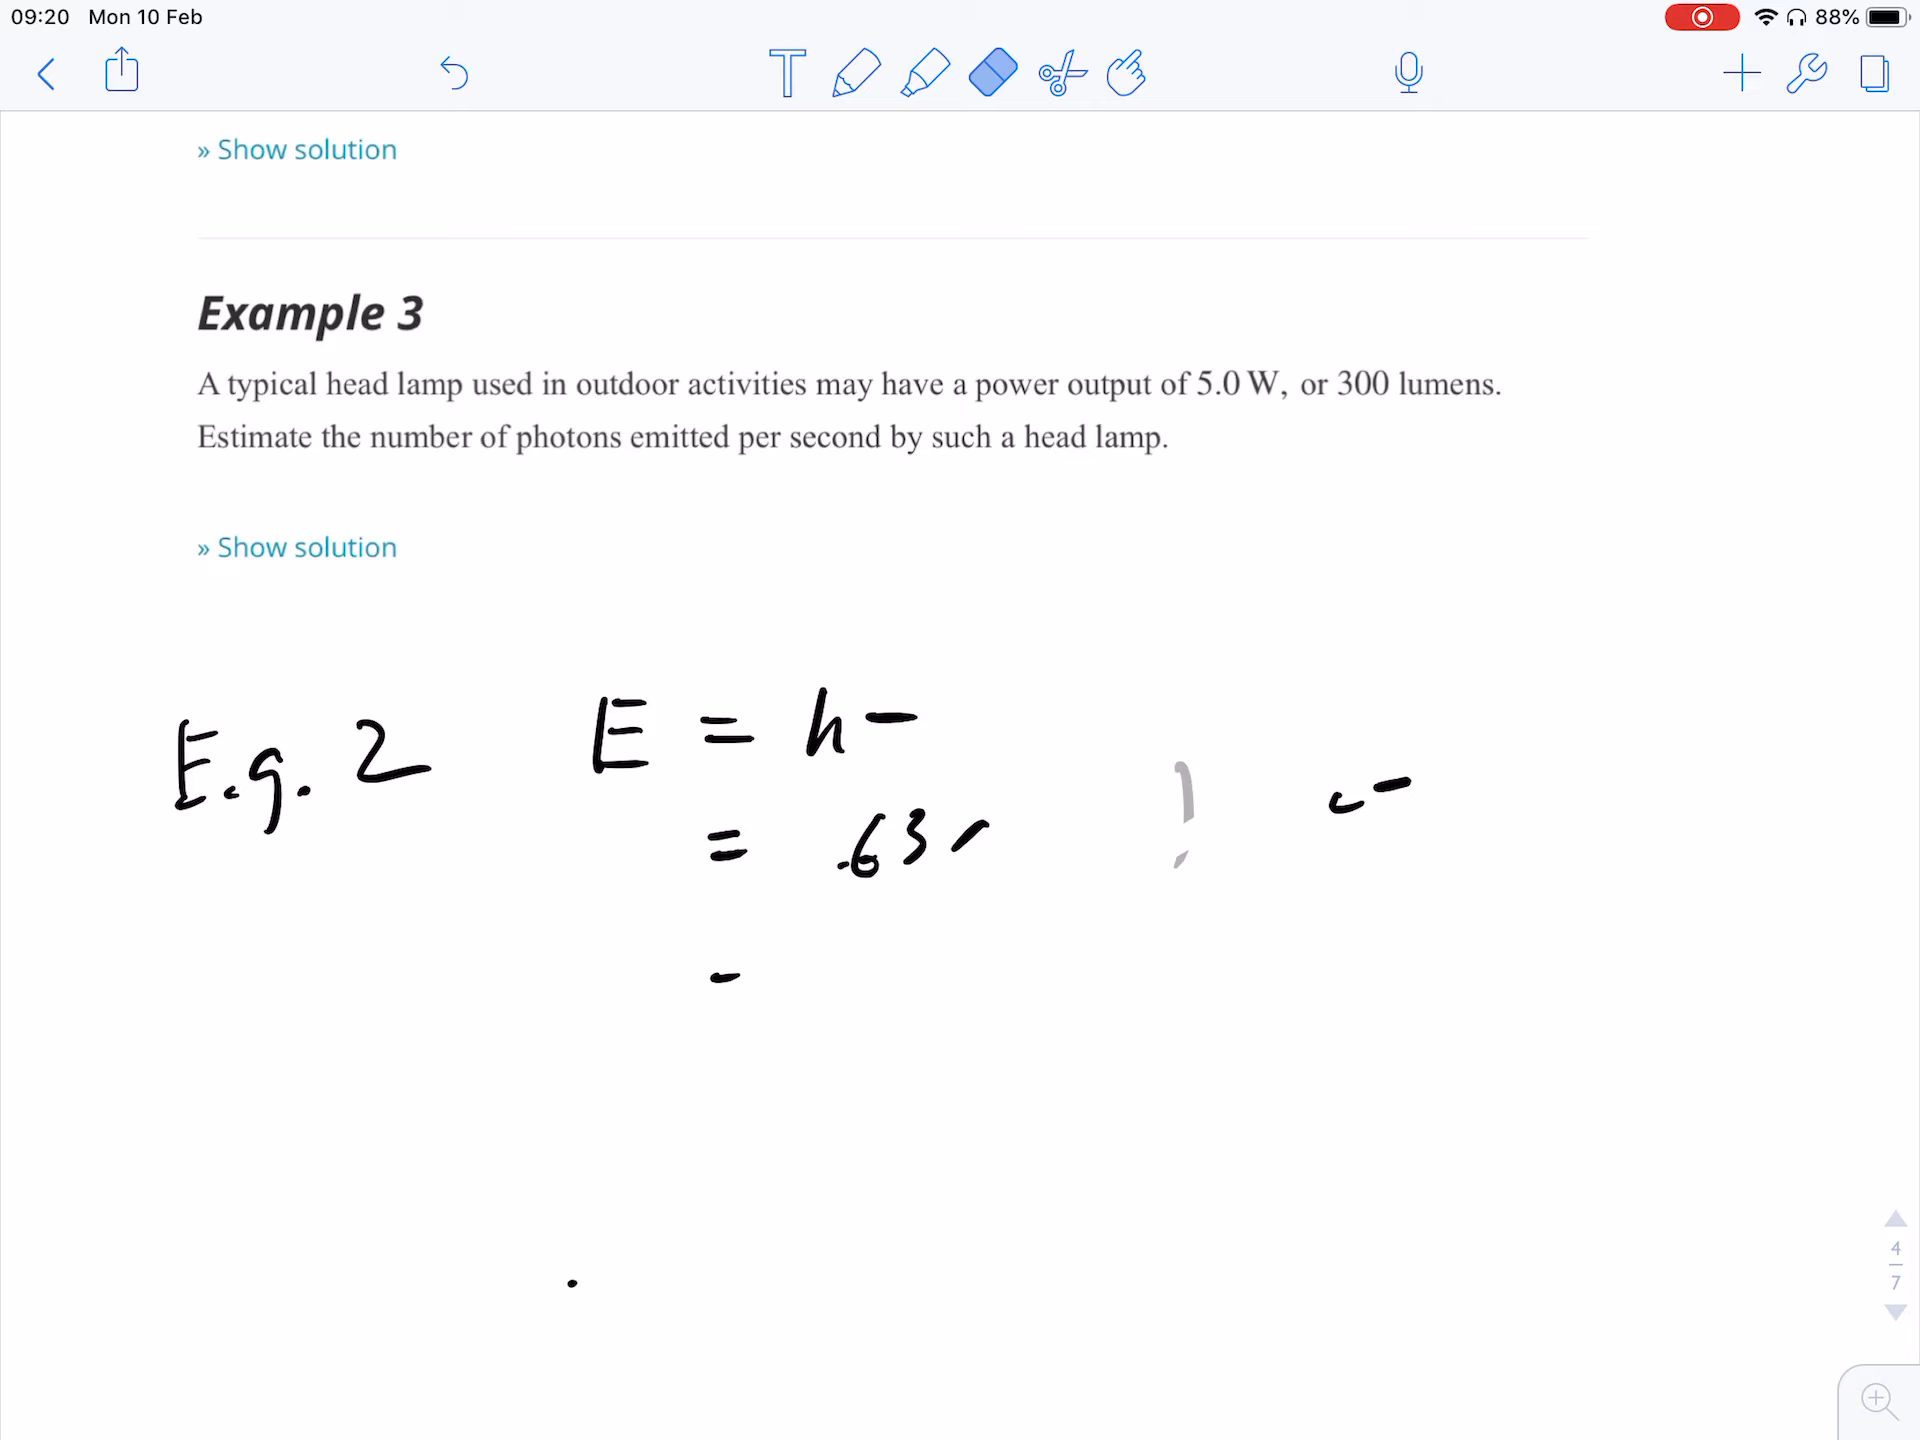 09:20 Mon 10 Feb 88%
» Show solution
Example 3
A typical head lamp used in outdoor activities may have a power output of 5.0 W, or 300 lumens.
Estimate the number of photons emitted per second by such a head lamp.
» Show solution
E.g. 2 E = h
= .63
4
7